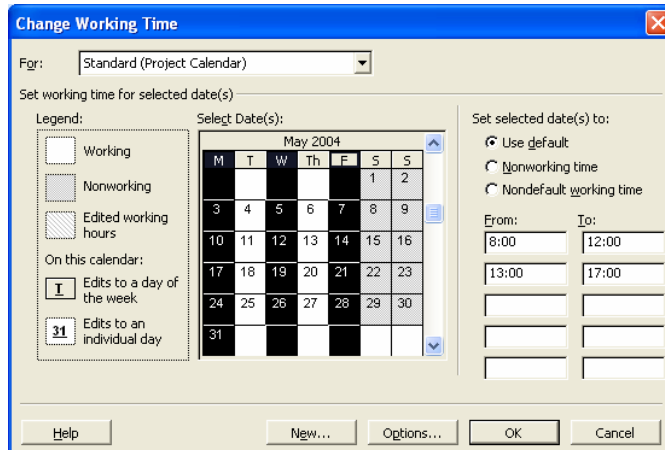 Change Working Time
For: Standard (Project Calendar)
Set working time for selected date(s)
Legend:
Working
Nonworking
Edited working
hours
On this calendar:
I Edits to a day of
the week
31 Edits to an
individual day
Select Date(s):
May 2004
M T W Th F S S
1 2
3 4 5 6 7 8 9
10 11 12 13 14 15 16
17 18 19 20 21 22 23
24 25 26 27 28 29 30
31
Set selected date(s) to:
Use default
Nonworking time
Nondefault working time
From: To:
8:00 12:00
13:00 17:00
Help New... Options... OK Cancel